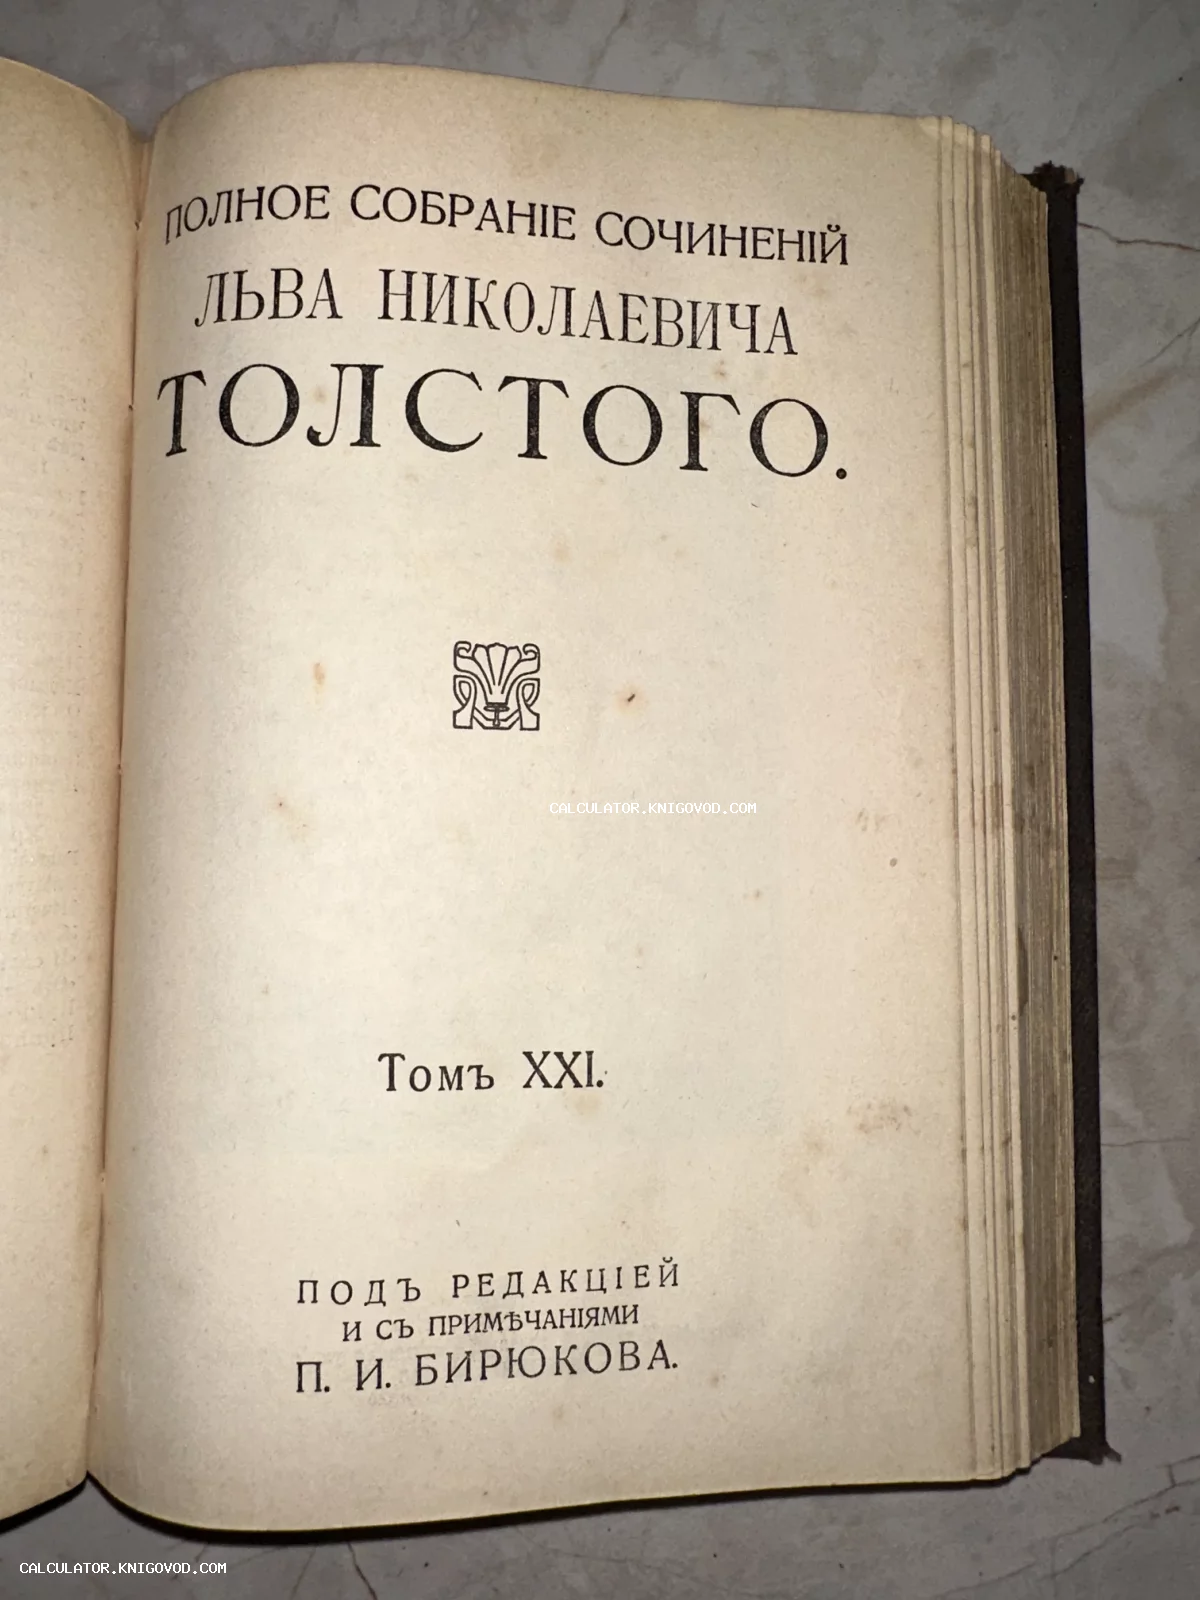 ПОЛНОЕ СОБРАНІЕ СОЧИНЕНІЙ
ЛЬВА НИКОЛАЕВИЧА
ТОЛСТОГО.
CALCULATOR.KNIGOVOD.COM
Томъ XXI.
ПОДЪ РЕДАКЦІЕЙ
И СЪ ПРИМѢЧАНІЯМИ
П. И. БИРЮКОВА.
CALCULATOR.KNIGOVOD.COM